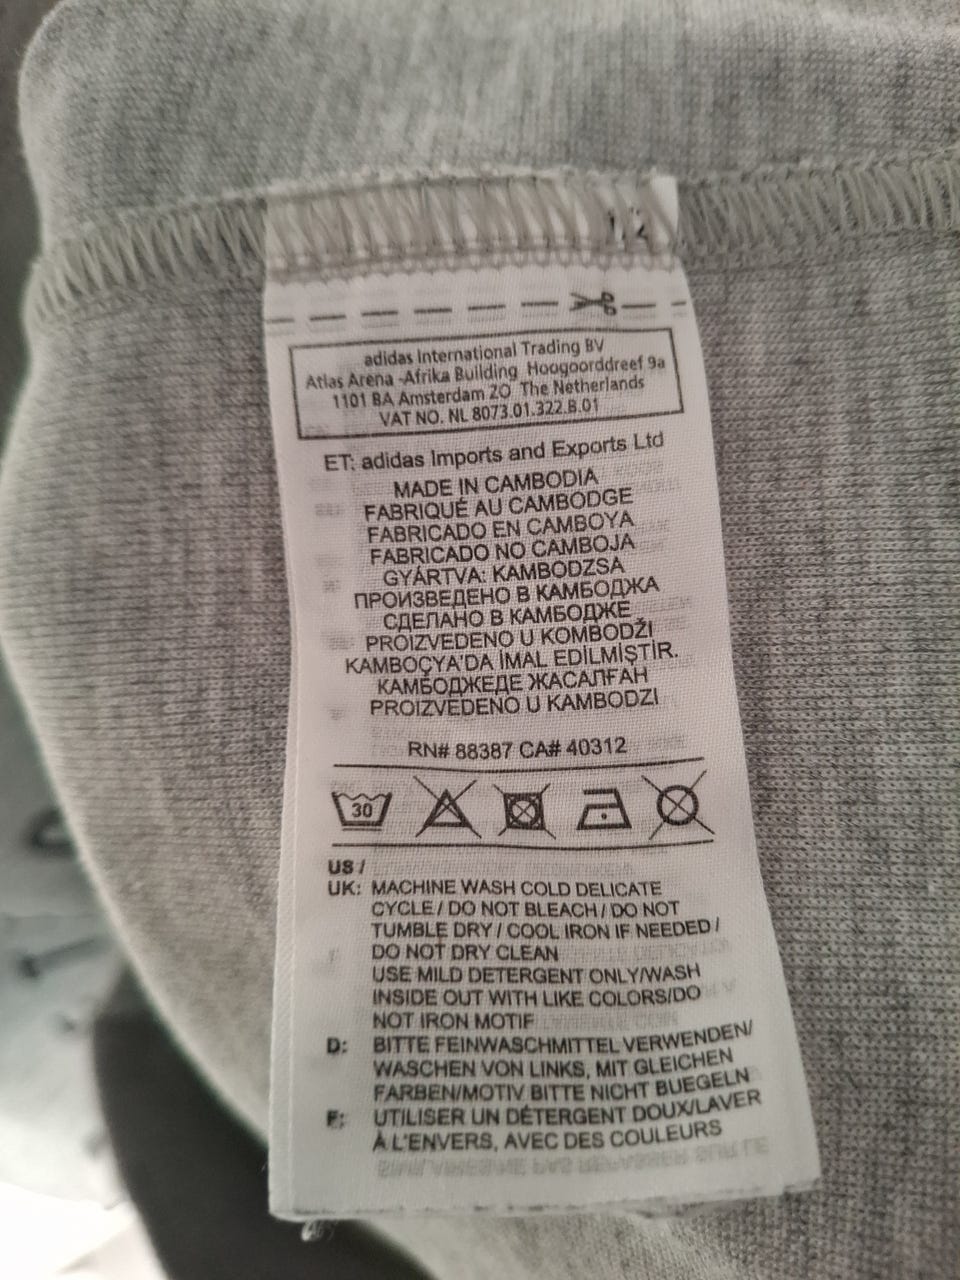 12
adidas International Trading BV
Atlas Arena -Afrika Building Hoogoorddreef 9a
1101 BA Amsterdam ZO The Netherlands
VAT NO. NL 8073.01.322.B.01
ET: adidas Imports and Exports Ltd
MADE IN CAMBODIA
FABRIQUÉ AU CAMBODGE
FABRICADO EN CAMBOYA
FABRICADO NO CAMBOJA
GYÁRTVA: KAMBODZSA
ПРОИЗВЕДЕНО В КАМБОДЖА
СДЕЛАНО В КАМБОДЖЕ
PROIZVEDENO U KOMBODŽI
KAMBOÇYA'DA İMAL EDİLMİŞTİR.
КАМБОДЖЕДЕ ЖАСАЛҒАН
PROIZVEDENO U KAMBODZI
RN# 88387 CA# 40312
30
US /
UK: MACHINE WASH COLD DELICATE
CYCLE / DO NOT BLEACH / DO NOT
TUMBLE DRY / COOL IRON IF NEEDED /
DO NOT DRY CLEAN
USE MILD DETERGENT ONLY/WASH
INSIDE OUT WITH LIKE COLORS/DO
NOT IRON MOTIF
D: BITTE FEINWASCHMITTEL VERWENDEN/
WASCHEN VON LINKS, MIT GLEICHEN
FARBEN/MOTIV BITTE NICHT BUEGELN
F: UTILISER UN DÉTERGENT DOUX/LAVER
À L'ENVERS, AVEC DES COULEURS